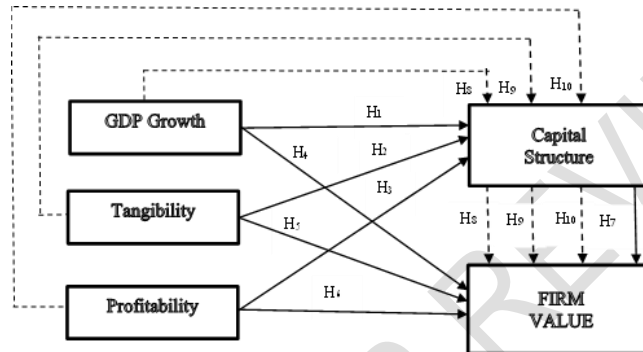 H8 H9 H10
GDP Growth
H1
H4
H2
Capital
Structure
H3
Tangibility
H5
H8 H9 H10 H7
Profitability
H6
FIRM
VALUE